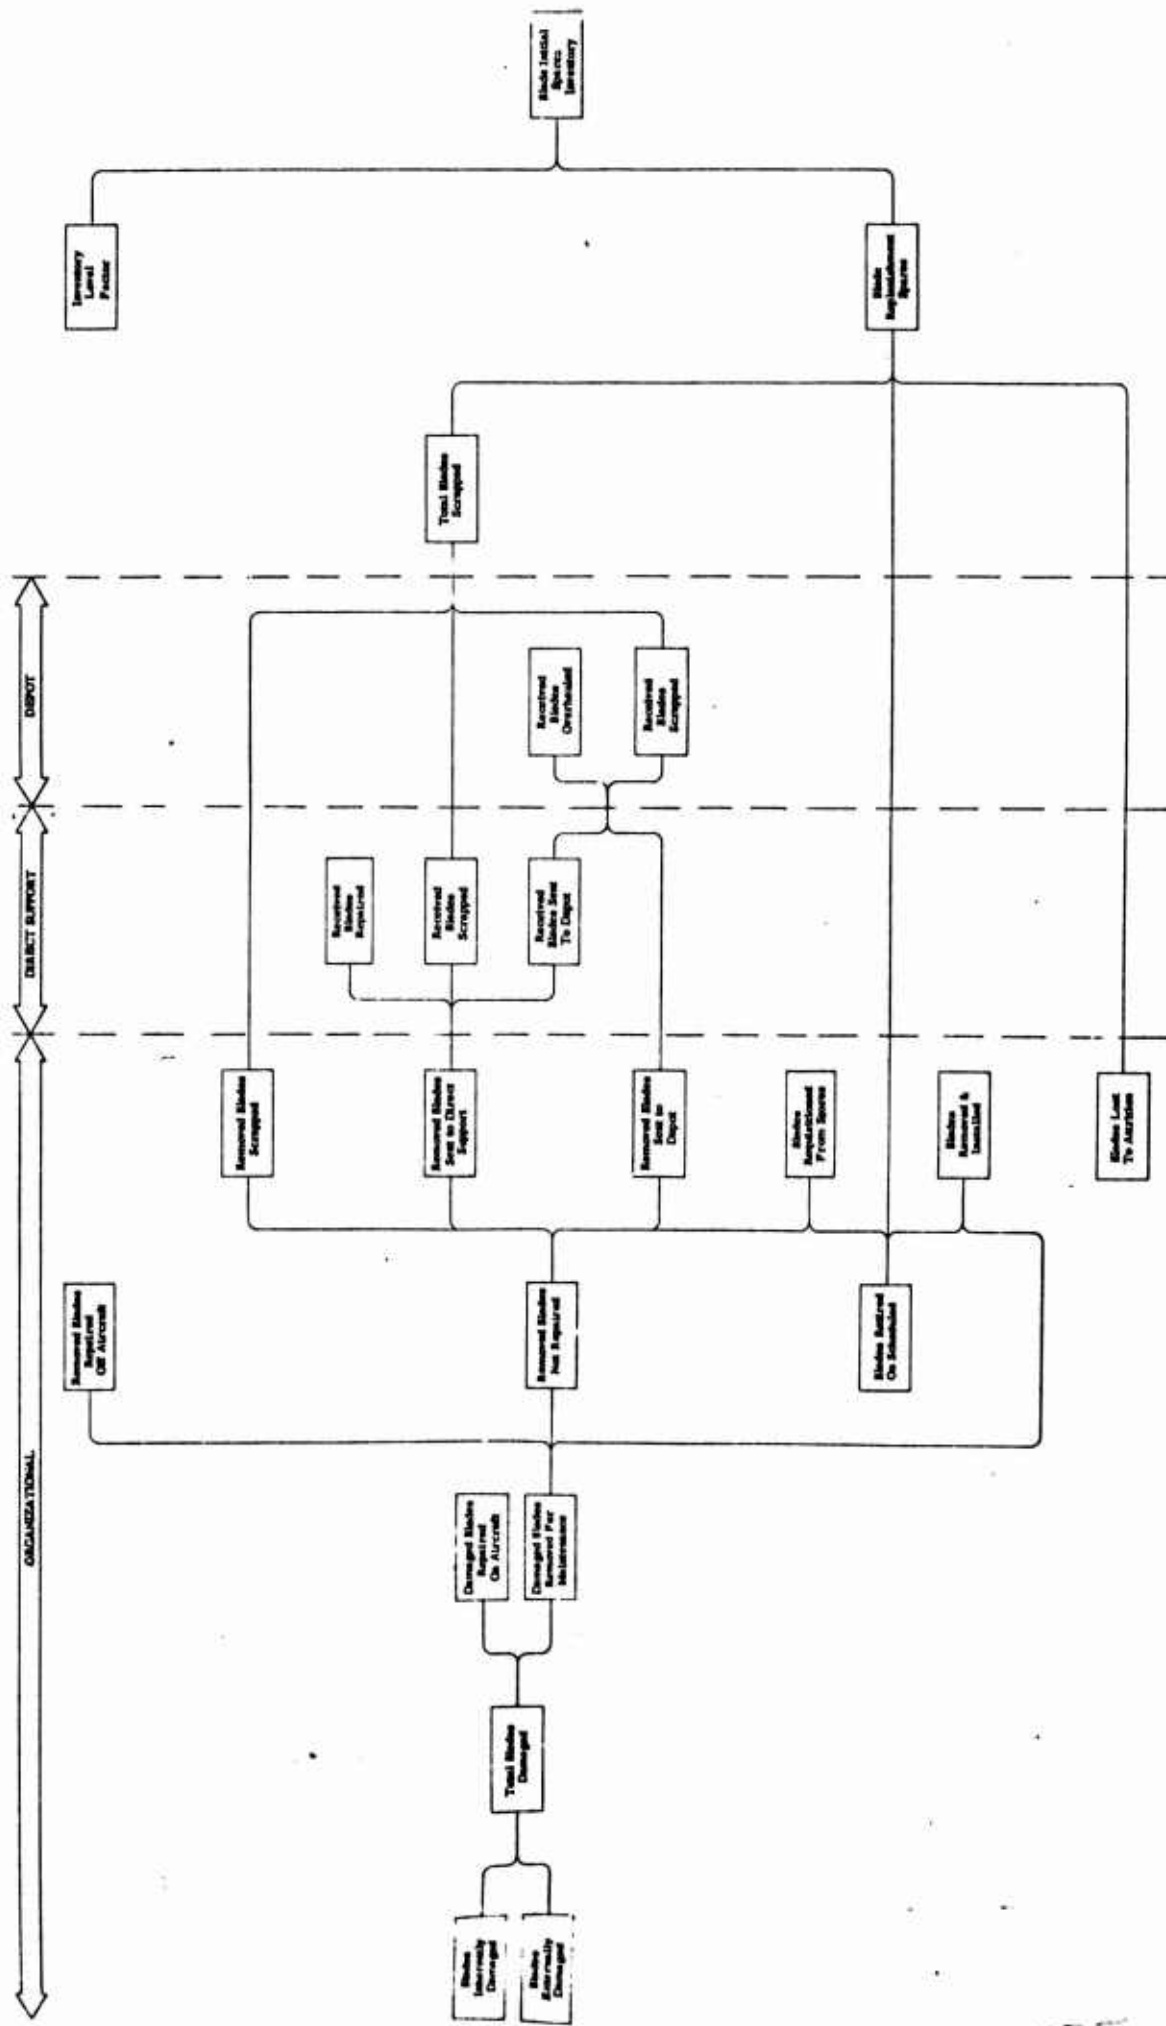 ORGANIZATIONAL
DIRECT SUPPORT
DEPOT
Blades
Inherently
Damaged
Blades
Externally
Damaged
Total Blades
Damaged
Damaged Blades
Repaired
On Aircraft
Damaged Blades
Removed For
Maintenance
Removed Blades
Repaired
Off Aircraft
Removed Blades
Not Repaired
Blades Retired
On Scheduled
Removed Blades
Scrapped
Removed Blades
Sent to Direct
Support
Removed Blades
Sent to
Depot
Blades
Requisitioned
From Stores
Blades
Removed &
Installed
Blades Lost
To Attrition
Received
Blades
Repaired
Received
Blades
Scrapped
Received
Blades Sent
To Depot
Received
Blades
Overhauled
Received
Blades
Scrapped
Total Blades
Scrapped
Inventory
Level
Factor
Blade
Replenishment
Spares
Blade Initial
Spares
Inventory